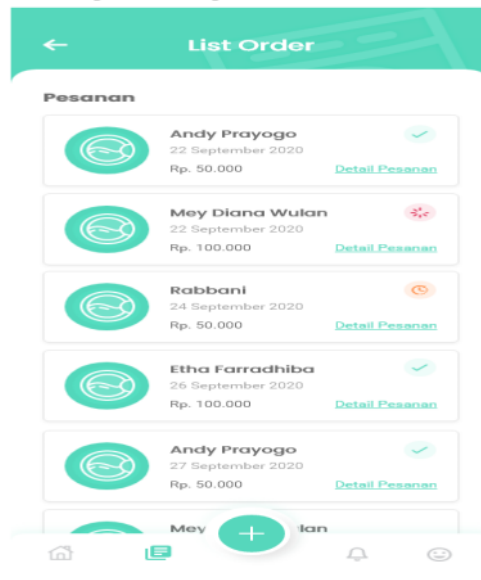 List Order
Pesanan
Andy Prayogo
22 September 2020
Rp. 50.000
Detail Pesanan
Mey Diana Wulan
22 September 2020
Rp. 100.000
Detail Pesanan
Rabbani
24 September 2020
Rp. 50.000
Detail Pesanan
Etha Farradhiba
26 September 2020
Rp. 100.000
Detail Pesanan
Andy Prayogo
27 September 2020
Rp. 50.000
Detail Pesanan
Mey